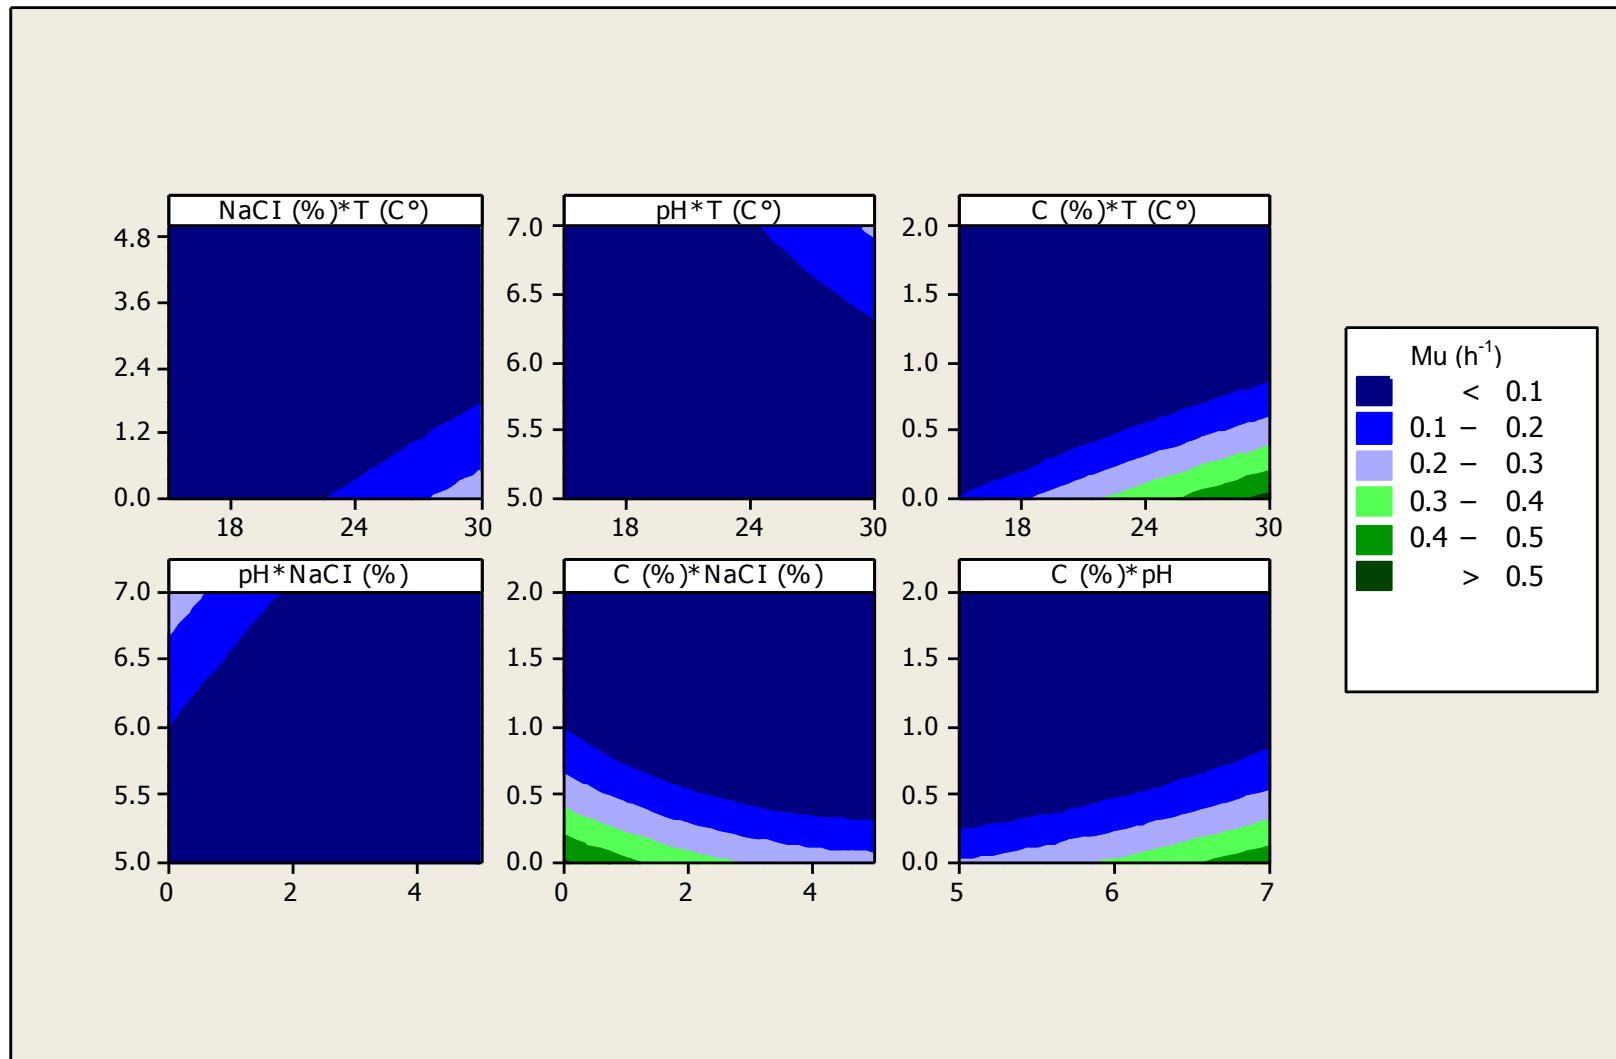 NaCI (%)*T (C°)
pH*T (C°)
C (%)*T (C°)
4.8
3.6
2.4
1.2
0.0
18 24 30
7.0
6.5
6.0
5.5
5.0
18 24 30
2.0
1.5
1.0
0.5
0.0
18 24 30
Mu (h⁻¹)
< 0.1
0.1 – 0.2
0.2 – 0.3
0.3 – 0.4
0.4 – 0.5
> 0.5
pH*NaCI (%)
C (%)*NaCI (%)
C (%)*pH
7.0
6.5
6.0
5.5
5.0
0 2 4
2.0
1.5
1.0
0.5
0.0
0 2 4
2.0
1.5
1.0
0.5
0.0
5 6 7